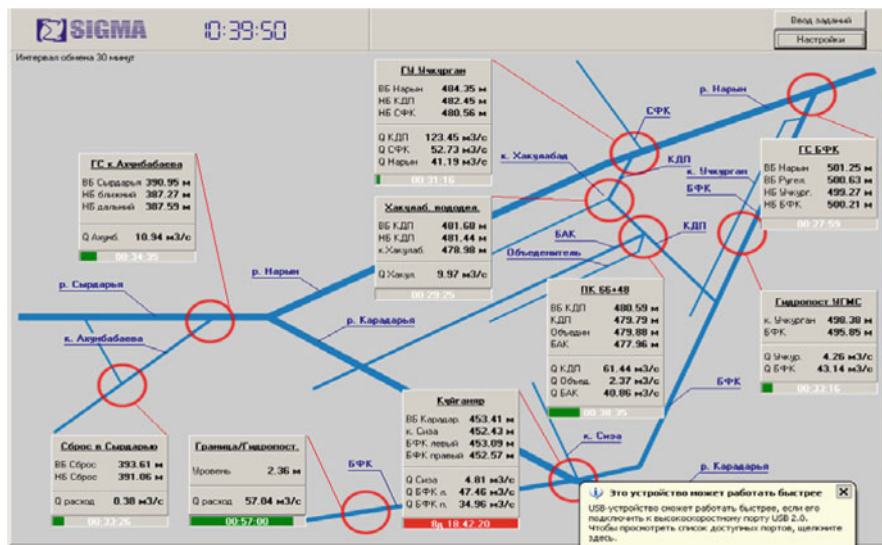 SIGMA
10:39:50
Ввод заданий
Настройки
Интервал обмена 30 минут
ГУ Учкурган
ВБ Нарын 484.35 м
НБ КДП 482.45 м
НБ СФК 480.56 м
Q КДП 123.45 м3/с
Q СФК 52.73 м3/с
Q Нарын 41.19 м3/с
00:31:16
р. Нарын
СФК
к. Хакулабад
КДП
к. Учкурган
БФК
ГС БФК
ВБ Нарын 501.25 м
ВБ Ругел. 500.63 м
НБ Учкург. 499.27 м
НБ БФК 500.21 м
00:27:59
ГС к. Ахунбабаева
ВБ Сырдарья 390.95 м
НБ ближний 387.27 м
НБ дальний 387.59 м
Q Ахунб. 10.94 м3/с
00:34:35
Хакулаб. вододел.
ВБ КДП 481.68 м
НБ КДП 481.44 м
к.Хакулаб. 478.98 м
Q Хакул. 9.97 м3/с
00:29:25
БАК
Объеденитель
КДП
р. Нарын
р. Сырдарья
ПК 66+48
ВБ КДП 480.59 м
КДП 479.79 м
Объедин 479.88 м
БАК 477.96 м
Q КДП 61.44 м3/с
Q Объед. 2.37 м3/с
Q БАК 40.86 м3/с
00:38:35
Гидропост УГМС
к. Учкурган 498.38 м
БФК 495.85 м
Q Учкур. 4.26 м3/с
Q БФК 43.14 м3/с
00:33:16
р. Карадарья
к. Ахунбабаева
БФК
Куйганяр
ВБ Карадар. 453.41 м
к. Сиза 452.43 м
БФК левый 453.09 м
БФК правый 452.57 м
Q Сиза 4.81 м3/с
Q БФК л. 47.46 м3/с
Q БФК п. 34.96 м3/с
8д 18:42:20
к. Сиза
Сброс в Сырдарью
ВБ Сброс 393.61 м
НБ Сброс 391.06 м
Q расход 0.38 м3/с
00:33:26
Граница/Гидропост.
Уровень 2.36 м
Q расход 57.04 м3/с
00:57:00
БФК
р. Карадарья
Это устройство может работать быстрее
USB-устройство сможет работать быстрее, если его
подключить к высокоскоростному порту USB 2.0.
Чтобы просмотреть список доступных портов, щелкните
здесь.